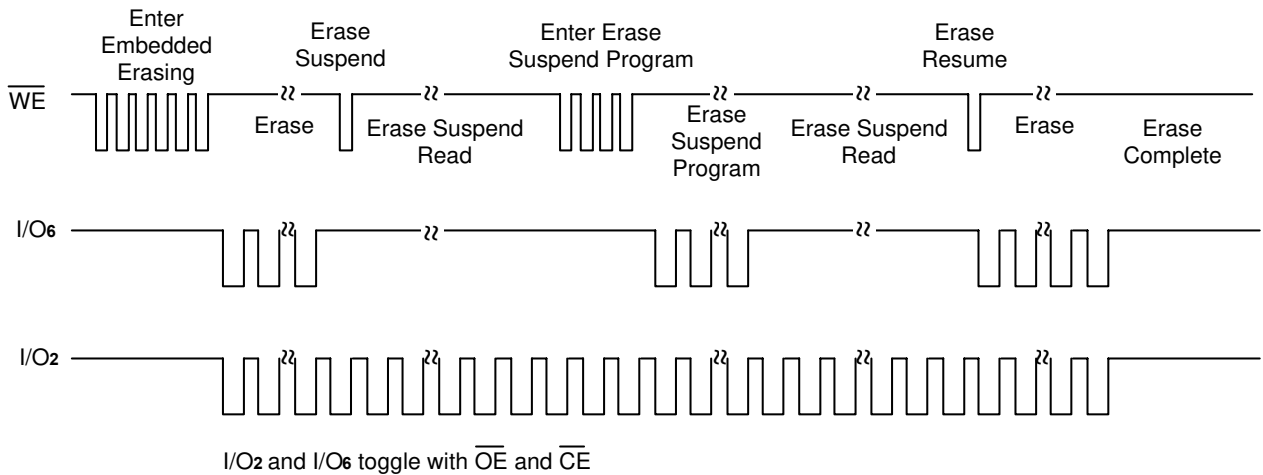 Enter
Embedded
Erasing
Erase
Suspend
Enter Erase
Suspend Program
Erase
Resume
WE
Erase
Erase Suspend
Read
Erase
Suspend
Program
Erase Suspend
Read
Erase
Erase
Complete
I/O6
I/O2
I/O2 and I/O6 toggle with OE and CE